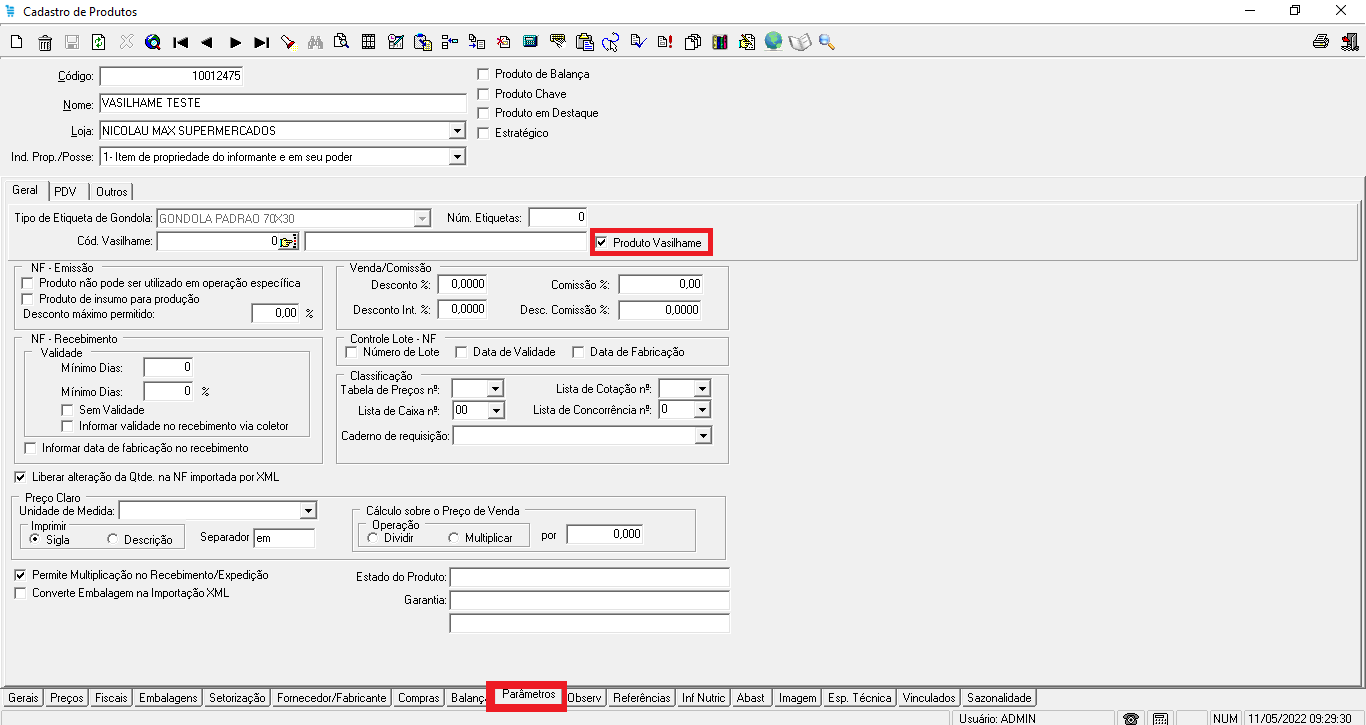 Cadastro de Produtos
Código: 10012475
Produto de Balança
Nome: VASILHAME TESTE
Produto Chave
Produto em Destaque
Loja: NICOLAU MAX SUPERMERCADOS
Estratégico
Ind. Prop./Posse: 1- Item de propriedade do informante e em seu poder
Geral PDV Outros
Tipo de Etiqueta de Gondola: GONDOLA PADRAO 70X30 Núm. Etiquetas: 0
Cód. Vasilhame: 0 Produto Vasilhame
NF - Emissão
Produto não pode ser utilizado em operação específica
Produto de insumo para produção
Desconto máximo permitido: 0,00 %
Venda/Comissão
Desconto %: 0,0000 Comissão %: 0,00
Desconto Int. %: 0,0000 Desc. Comissão %: 0,0000
NF - Recebimento
Validade
Mínimo Dias: 0
Mínimo Dias: 0 %
Sem Validade
Informar validade no recebimento via coletor
Informar data de fabricação no recebimento
Controle Lote - NF
Número de Lote Data de Validade Data de Fabricação
Classificação
Tabela de Preços nº: Lista de Cotação nº:
Lista de Caixa nº: 00 Lista de Concorrência nº: 0
Caderno de requisição:
Liberar alteração da Qtde. na NF importada por XML
Preço Claro
Unidade de Medida:
Imprimir
Sigla Descrição Separador em
Cálculo sobre o Preço de Venda
Operação
Dividir Multiplicar por 0,000
Permite Multiplicação no Recebimento/Expedição
Converte Embalagem na Importação XML
Estado do Produto:
Garantia:
Gerais Preços Fiscais Embalagens Setorização Fornecedor/Fabricante Compras Balança Parâmetros Observ Referências Inf Nutric Abast Imagem Esp. Técnica Vinculados Sazonalidade
Usuário: ADMIN NUM 11/05/2022 09:29:30